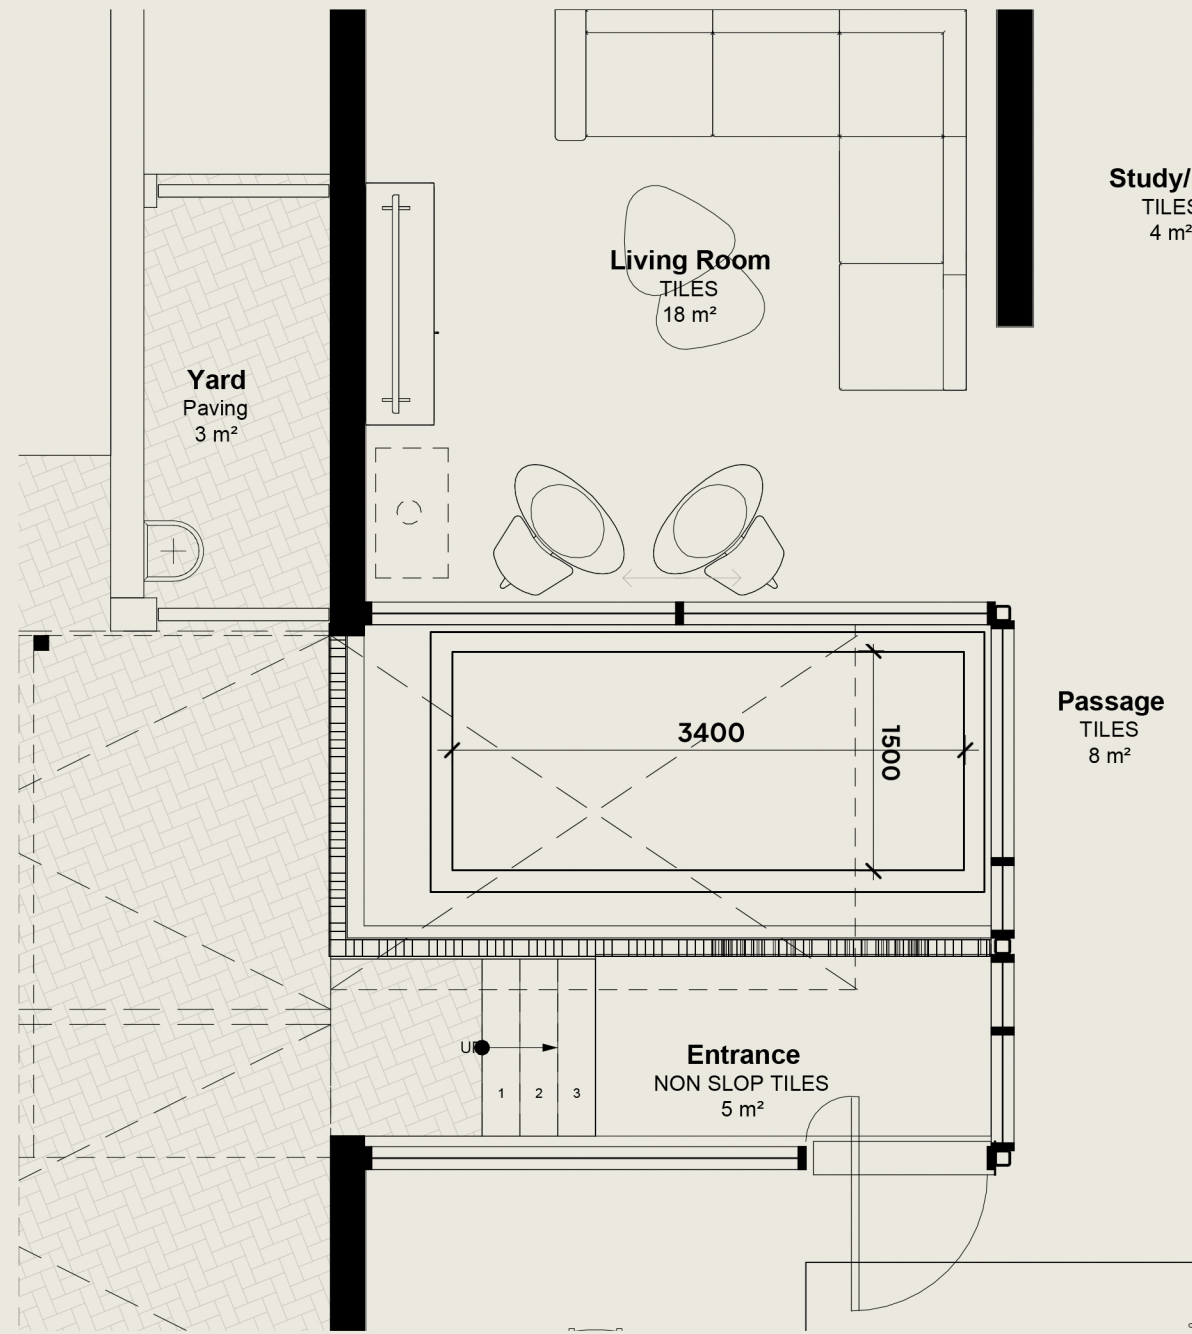 Study/
TILES
4 m²
Living Room
TILES
18 m²
Yard
Paving
3 m²
Passage
TILES
8 m²
3400
1500
UP
1 2 3
Entrance
NON SLOP TILES
5 m²